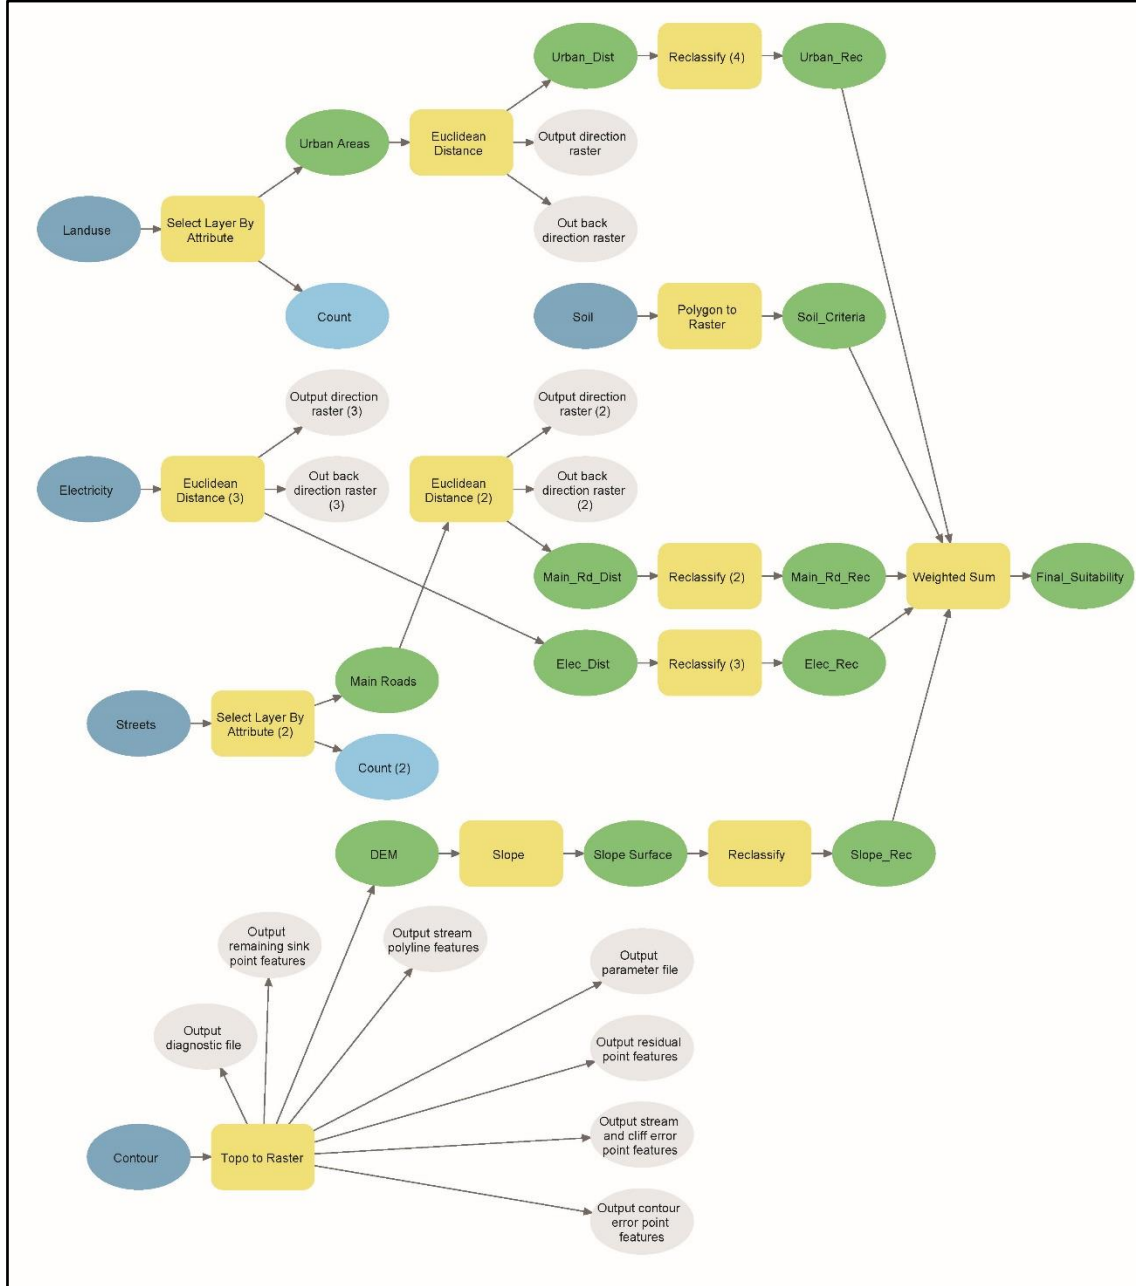 Urban_Dist
Reclassify (4)
Urban_Rec
Urban Areas
Euclidean
Distance
Output direction
raster
Landuse
Select Layer By
Attribute
Out back
direction raster
Count
Soil
Polygon to
Raster
Soil_Criteria
Output direction
raster (3)
Output direction
raster (2)
Electricity
Euclidean
Distance (3)
Out back
direction raster
(3)
Euclidean
Distance (2)
Out back
direction raster
(2)
Main_Rd_Dist
Reclassify (2)
Main_Rd_Rec
Weighted Sum
Final_Suitability
Main Roads
Elec_Dist
Reclassify (3)
Elec_Rec
Streets
Select Layer By
Attribute (2)
Count (2)
DEM
Slope
Slope Surface
Reclassify
Slope_Rec
Output
remaining sink
point features
Output stream
polyline features
Output
parameter file
Output
diagnostic file
Output residual
point features
Contour
Topo to Raster
Output stream
and cliff error
point features
Output contour
error point
features